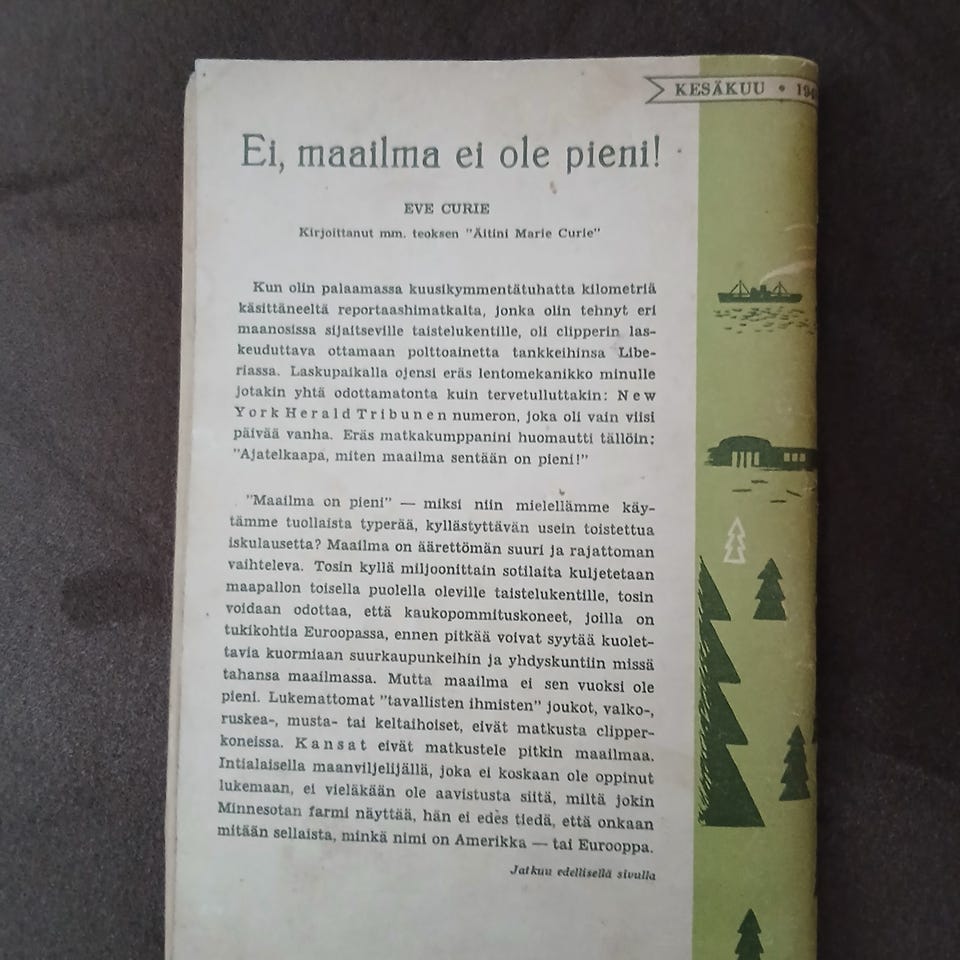 KESÄKUU • 194
Ei, maailma ei ole pieni!
EVE CURIE
Kirjoittanut mm. teoksen "Äitini Marie Curie"
Kun olin palaamassa kuusikymmentätuhatta kilometriä
käsittäneeltä reportaashimatkalta, jonka olin tehnyt eri
maanosissa sijaitseville taistelukentille, oli clipperin las-
keuduttava ottamaan polttoainetta tankkeihinsa Libe-
riassa. Laskupaikalla ojensi eräs lentomekanikko minulle
jotakin yhtä odottamatonta kuin tervetulluttakin: New
York Herald Tribunen numeron, joka oli vain viisi
päivää vanha. Eräs matkakumppanini huomautti tällöin:
"Ajatelkaapa, miten maailma sentään on pieni!"
"Maailma on pieni" — miksi niin mielellämme käy-
tämme tuollaista typerää, kyllästyttävän usein toistettua
iskulausetta? Maailma on äärettömän suuri ja rajattoman
vaihteleva. Tosin kyllä miljoonittain sotilaita kuljetetaan
maapallon toisella puolella oleville taistelukentille, tosin
voidaan odottaa, että kaukopommituskoneet, joilla on
tukikohtia Euroopassa, ennen pitkää voivat syytää kuolet-
tavia kuormiaan suurkaupunkeihin ja yhdyskuntiin missä
tahansa maailmassa. Mutta maailma ei sen vuoksi ole
pieni. Lukemattomat "tavallisten ihmisten" joukot, valko-,
ruskea-, musta- tai keltaihoiset, eivät matkusta clipper-
koneissa. Kansat eivät matkustele pitkin maailmaa.
Intialaisella maanviljelijällä, joka ei koskaan ole oppinut
lukemaan, ei vieläkään ole aavistusta siitä, miltä jokin
Minnesotan farmi näyttää, hän ei edes tiedä, että onkaan
mitään sellaista, minkä nimi on Amerikka — tai Eurooppa.
Jatkuu edellisellä sivulla